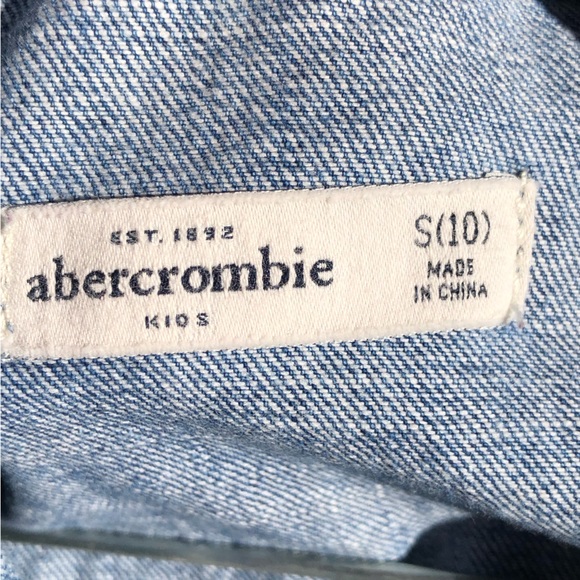 EST. 1892
abercrombie
KIDS
S(10)
MADE
IN CHINA